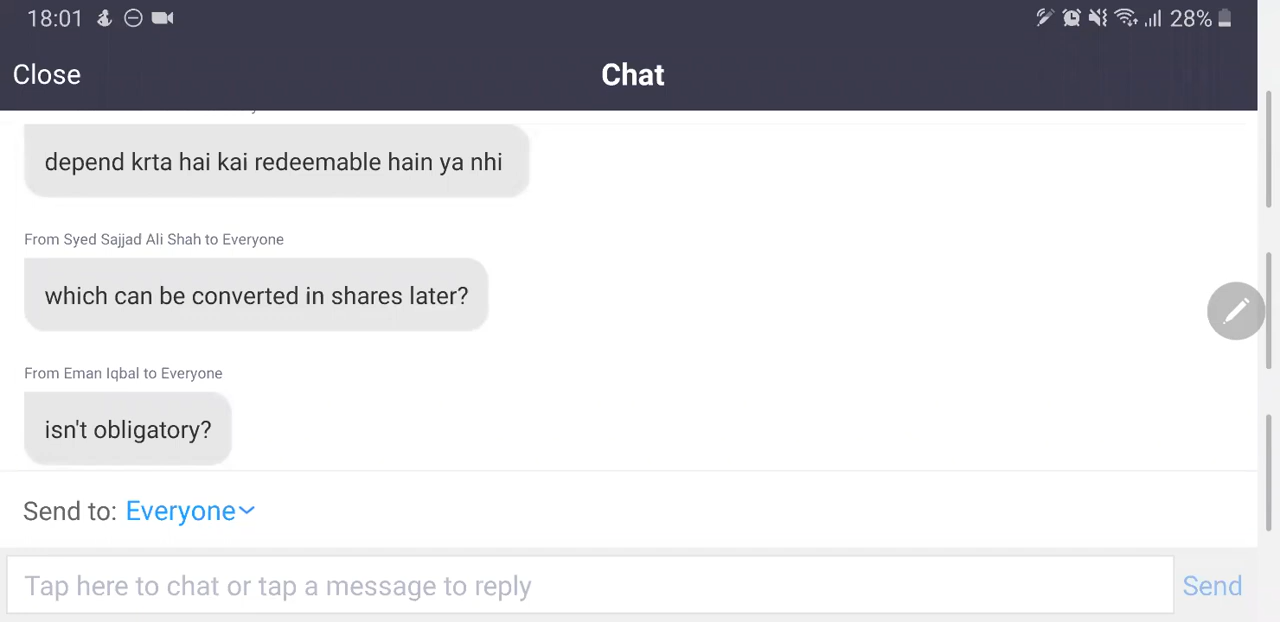 18:01
28%
Close
Chat
depend krta hai kai redeemable hain ya nhi
From Syed Sajjad Ali Shah to Everyone
which can be converted in shares later?
From Eman Iqbal to Everyone
isn't obligatory?
Send to: Everyone
Tap here to chat or tap a message to reply
Send